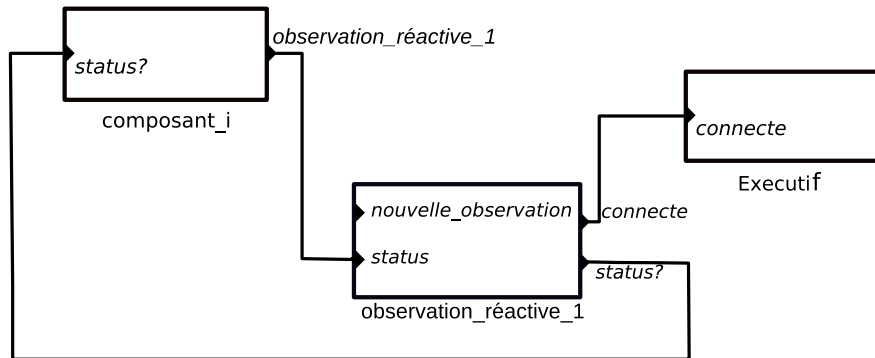 observation_réactive_1
status?
composant_i
connecte
Executif
nouvelle_observation
connecte
status
status?
observation_réactive_1